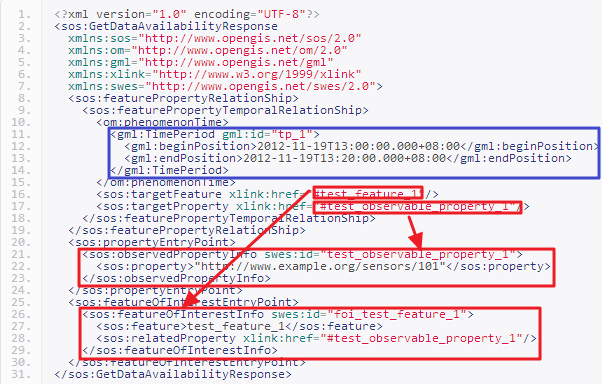 1. <?xml version="1.0" encoding="UTF-8"?>
2. <sos:GetDataAvailabilityResponse
3. xmlns:sos="http://www.opengis.net/sos/2.0"
4. xmlns:om="http://www.opengis.net/om/2.0"
5. xmlns:gml="http://www.opengis.net/gml"
6. xmlns:xlink="http://www.w3.org/1999/xlink"
7. xmlns:swes="http://www.opengis.net/swes/2.0">
8. <sos:featurePropertyRelationShip>
9. <sos:featurePropertyTemporalRelationShip>
10. <om:phenomenonTime>
11. <gml:TimePeriod gml:id="tp_1">
12. <gml:beginPosition>2012-11-19T13:00:00.000+08:00</gml:beginPosition>
13. <gml:endPosition>2012-11-19T13:20:00.000+08:00</gml:endPosition>
14. </gml:TimePeriod>
15. </om:phenomenonTime>
16. <sos:targetFeature xlink:href="#test_feature_1"/>
17. <sos:targetProperty xlink:href="#test_observable_property_1"/>
18. </sos:featurePropertyTemporalRelationShip>
19. </sos:featurePropertyRelationShip>
20. <sos:propertyEntryPoint>
21. <sos:observedPropertyInfo swes:id="test_observable_property_1">
22. <sos:property>"http://www.example.org/sensors/101"</sos:property>
23. </sos:observedPropertyInfo>
24. </sos:propertyEntryPoint>
25. <sos:featureOfInterestEntryPoint>
26. <sos:featureOfInterestInfo swes:id="foi_test_feature_1">
27. <sos:feature>test_feature_1</sos:feature>
28. <sos:relatedProperty xlink:href="#test_observable_property_1"/>
29. </sos:featureOfInterestInfo>
30. </sos:featureOfInterestEntryPoint>
31. </sos:GetDataAvailabilityResponse>